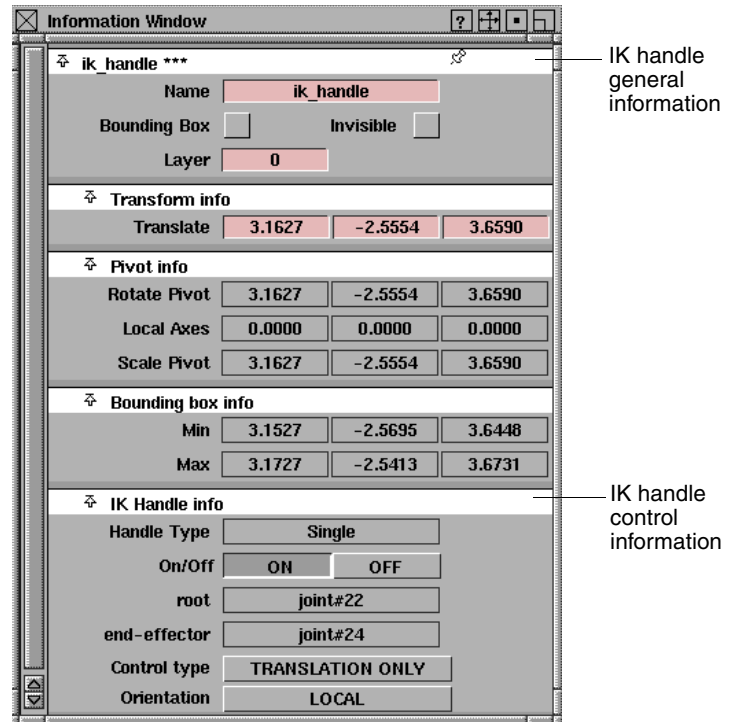 Information Window ?
ik_handle ***
Name ik_handle
Bounding Box Invisible
Layer 0
Transform info
Translate 3.1627 -2.5554 3.6590
Pivot info
Rotate Pivot 3.1627 -2.5554 3.6590
Local Axes 0.0000 0.0000 0.0000
Scale Pivot 3.1627 -2.5554 3.6590
Bounding box info
Min 3.1527 -2.5695 3.6448
Max 3.1727 -2.5413 3.6731
IK Handle info
Handle Type Single
On/Off ON OFF
root joint#22
end-effector joint#24
Control type TRANSLATION ONLY
Orientation LOCAL
IK handle
general
information
IK handle
control
information